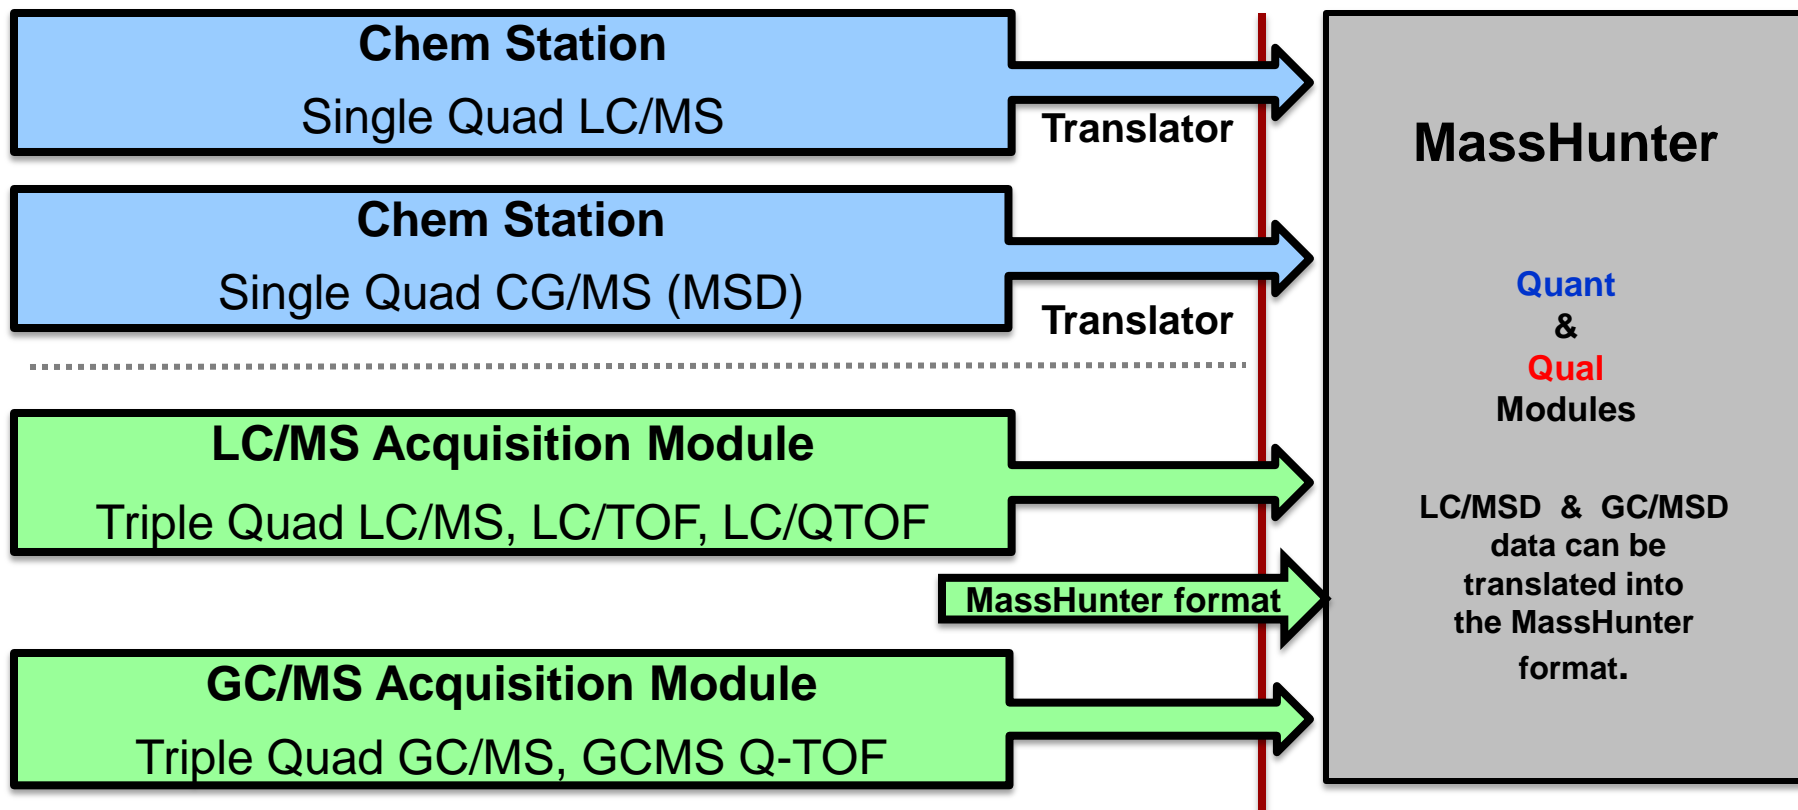 Chem Station
Single Quad LC/MS
Translator
Chem Station
Single Quad CG/MS (MSD)
Translator
LC/MS Acquisition Module
Triple Quad LC/MS, LC/TOF, LC/QTOF
MassHunter format
GC/MS Acquisition Module
Triple Quad GC/MS, GCMS Q-TOF
MassHunter
Quant
&
Qual
Modules
LC/MSD & GC/MSD
data can be
translated into
the MassHunter
format.